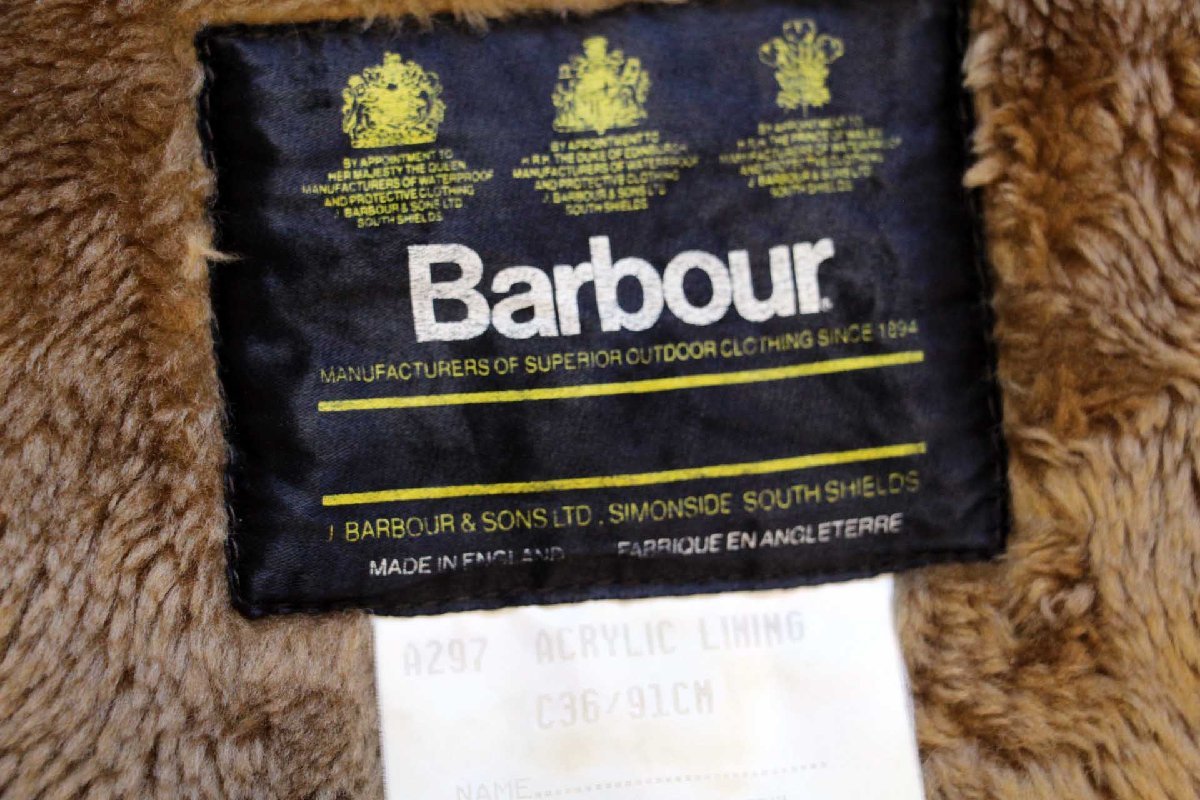 BY APPOINTMENT TO
HER MAJESTY THE QUEEN
MANUFACTURERS OF WATERPROOF
AND PROTECTIVE CLOTHING
J BARBOUR & SONS LTD
SOUTH SHIELDS
BY APPOINTMENT TO
H.R.H. THE DUKE OF EDINBURGH
MANUFACTURERS OF WATERPROOF
AND PROTECTIVE CLOTHING
J BARBOUR & SONS LTD
SOUTH SHIELDS
BY APPOINTMENT TO
H.R.H. THE PRINCE OF WALES
MANUFACTURERS OF WATERPROOF
AND PROTECTIVE CLOTHING
J BARBOUR & SONS LTD
SOUTH SHIELDS
Barbour
MANUFACTURERS OF SUPERIOR OUTDOOR CLOTHING SINCE 1894
J BARBOUR & SONS LTD, SIMONSIDE SOUTH SHIELDS
MADE IN ENGLAND FABRIQUE EN ANGLETERRE
A297 ACRYLIC LINING
C36/91CM
NAME